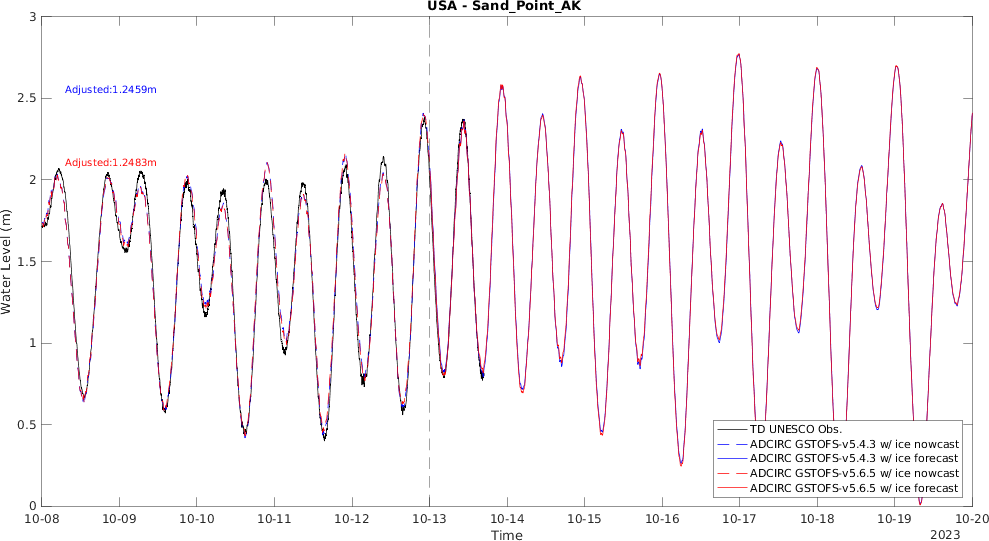 USA - Sand_Point_AK
3
2.5
2
1.5
1
0.5
0
Water Level (m)
Adjusted:1.2459m
Adjusted:1.2483m
TD UNESCO Obs.
ADCIRC GSTOFS-v5.4.3 w/ ice nowcast
ADCIRC GSTOFS-v5.4.3 w/ ice forecast
ADCIRC GSTOFS-v5.6.5 w/ ice nowcast
ADCIRC GSTOFS-v5.6.5 w/ ice forecast
10-08 10-09 10-10 10-11 10-12 10-13 10-14 10-15 10-16 10-17 10-18 10-19 10-20
Time
2023